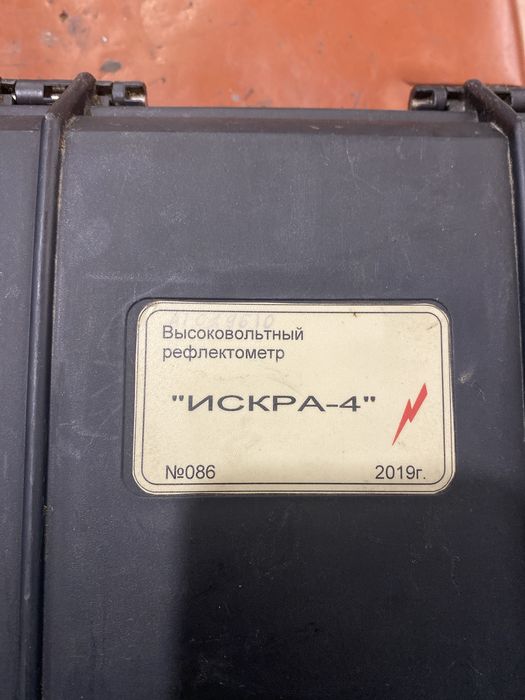 Высоковольтный
рефлектометр
"ИСКРА-4"
№086 2019г.